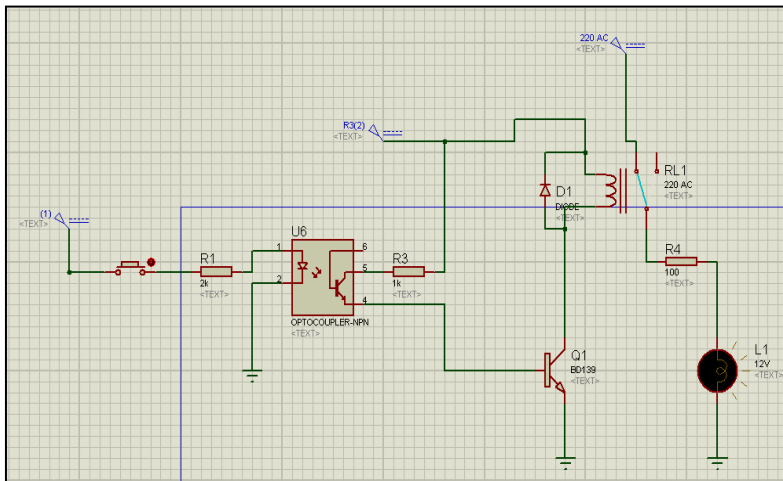 220 AC
<TEXT>
R3(2)
<TEXT>
RL1
220 AC
<TEXT>
D1
DIODE
<TEXT>
(1)
<TEXT>
U6
R1
2k
<TEXT>
1
2
6
5
4
R3
1k
<TEXT>
R4
100
<TEXT>
OPTOCOUPLER-NPN
<TEXT>
Q1
BD139
<TEXT>
L1
12V
<TEXT>